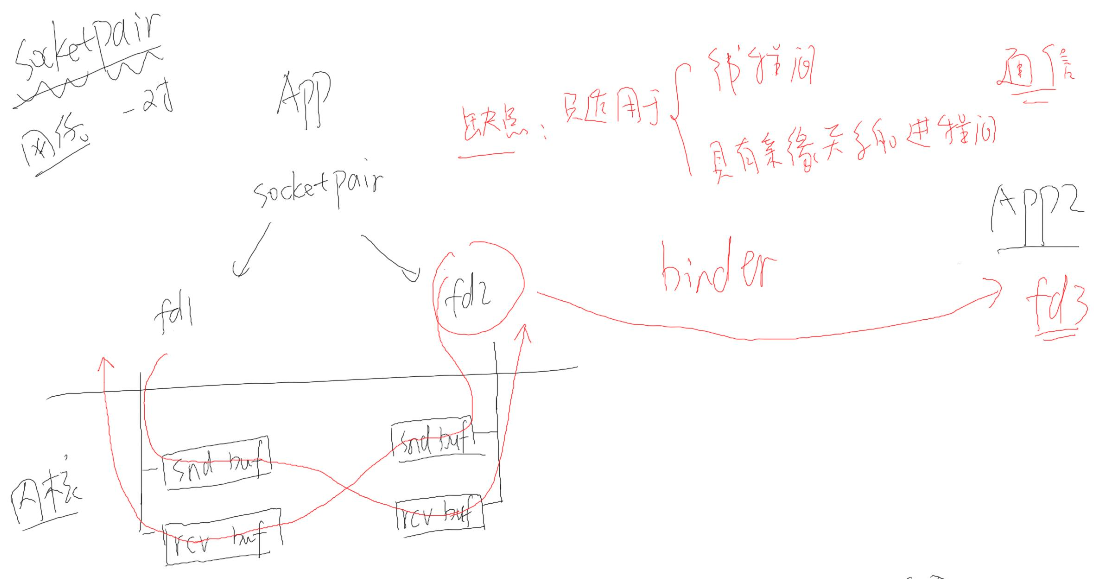 socketpair
一对
App
缺点: 只适用于
线程间
具有亲缘关系的进程间
通信
socketpair
App2
binder
fd1
fd2
fd3
内核
snd buf
rcv buf
snd buf
rcv buf